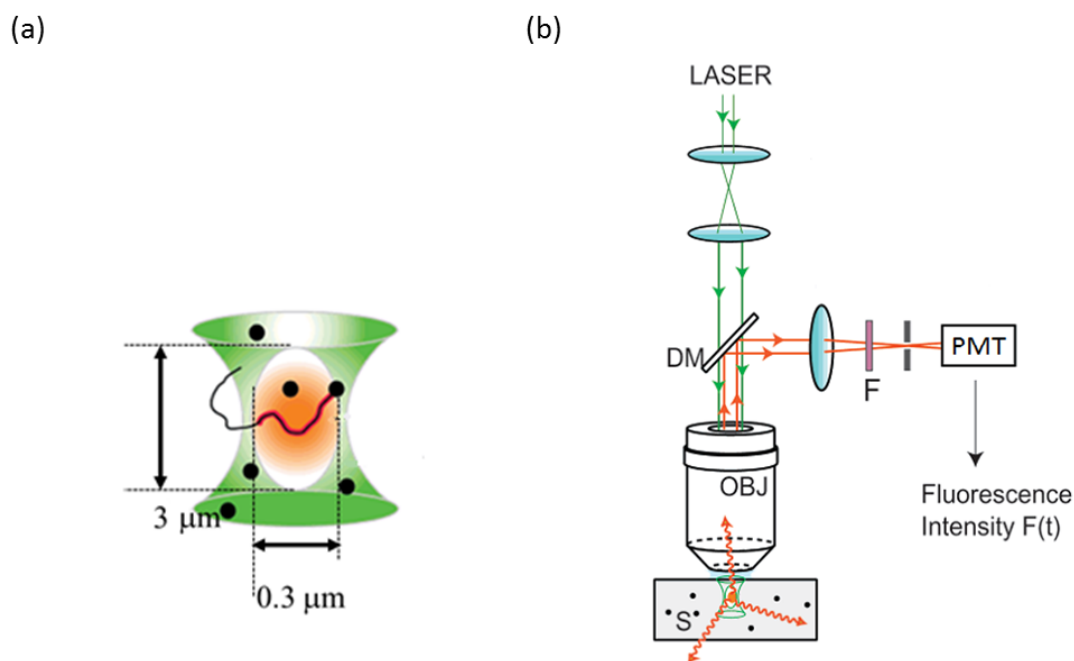 (a)
3 μm
0.3 μm
(b)
LASER
DM
F
PMT
OBJ
Fluorescence
Intensity F(t)
S